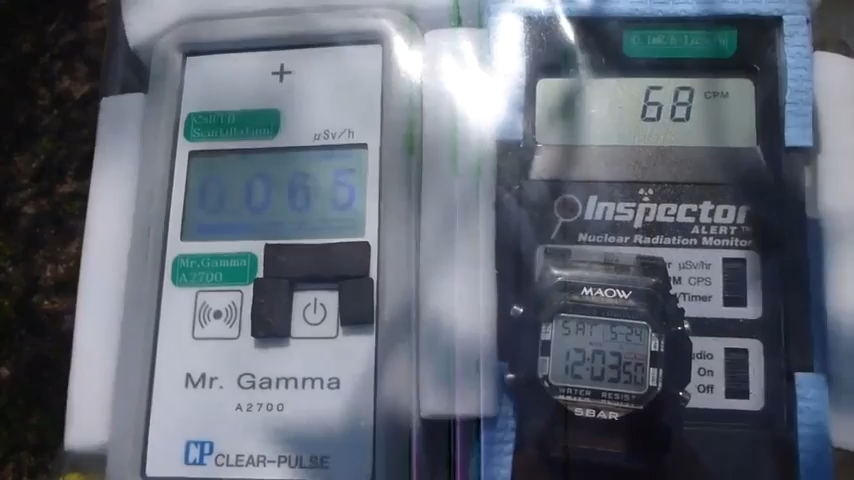 +
CsI(Tl)
Scintillation
μSv/h
0.065
Mr.Gamma
A2700
Mr. Gamma
A2700
CP CLEAR-PULSE
68 CPM
Inspector
ALERT™
Nuclear Radiation Monitor
μSv/hr
CPS
/Timer
MAOW
SAT 5-24
12:03 50
WATER RESIST
5BAR
On
Off